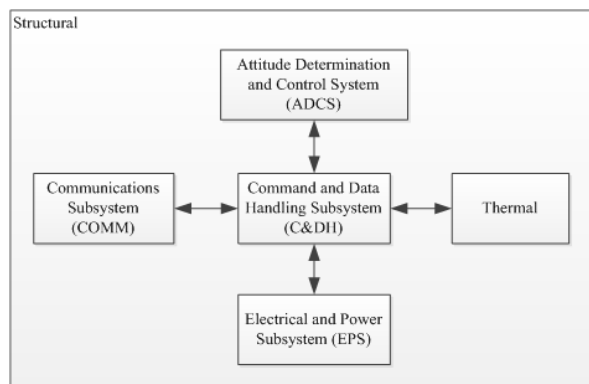 Structural
Attitude Determination
and Control System
(ADCS)
Communications
Subsystem
(COMM)
Command and Data
Handling Subsystem
(C&DH)
Thermal
Electrical and Power
Subsystem (EPS)